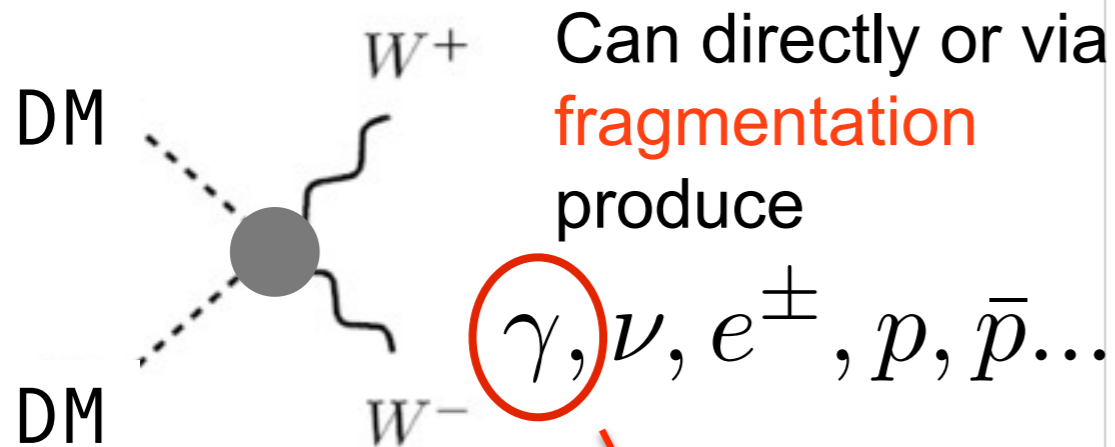 W⁺
DM
Can directly or via
fragmentation
produce
γ, ν, e^±, p, p̄...
DM
W⁻